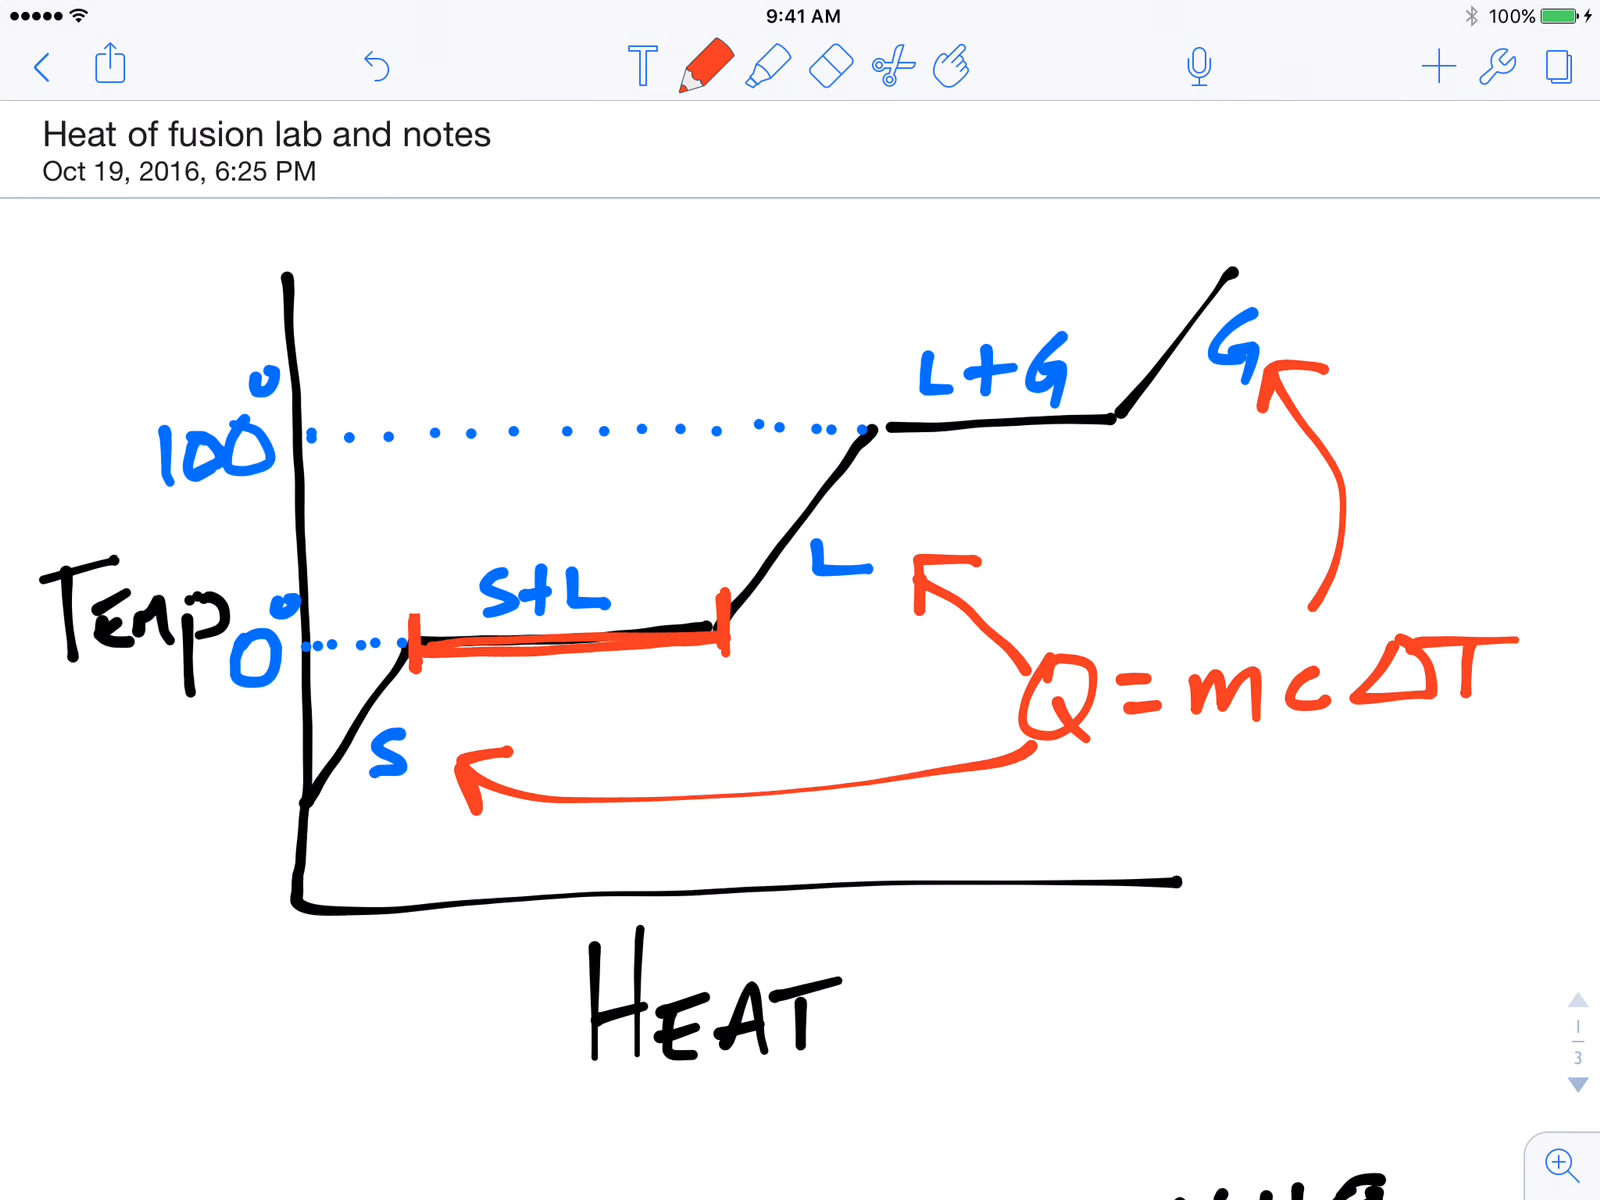 9:41 AM
100%
T
Heat of fusion lab and notes
Oct 19, 2016, 6:25 PM
G
L+G
100°
L
S+L
TEMP
0°
Q = mc∆T
S
HEAT
1
3